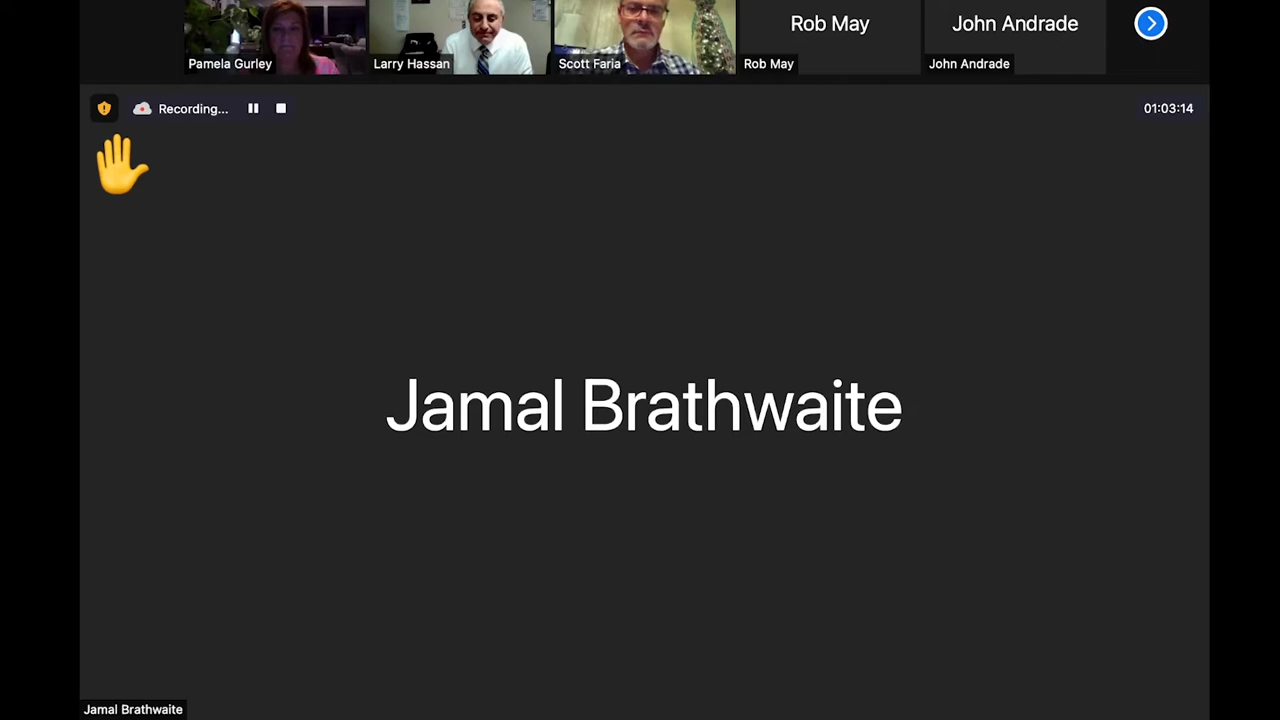 Rob May
John Andrade
Pamela Gurley
Larry Hassan
Scott Faria
Rob May
John Andrade
Recording...
01:03:14
Jamal Brathwaite
Jamal Brathwaite